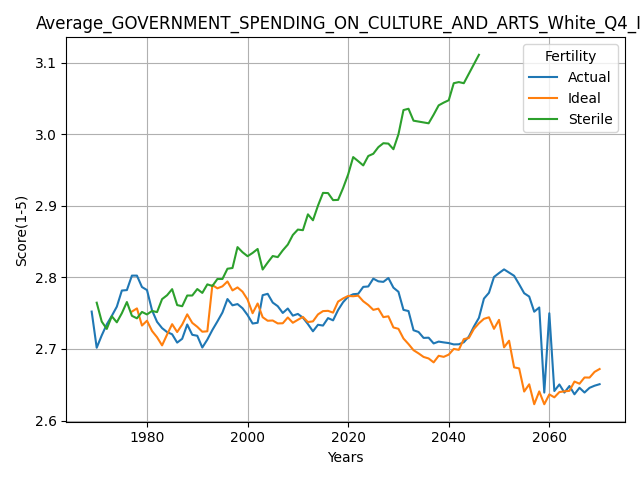 Average_GOVERNMENT_SPENDING_ON_CULTURE_AND_ARTS_White_Q4_I
Fertility
Actual
Ideal
Sterile
Score(1-5)
3.1
3.0
2.9
2.8
2.7
2.6
1980
2000
2020
2040
2060
Years